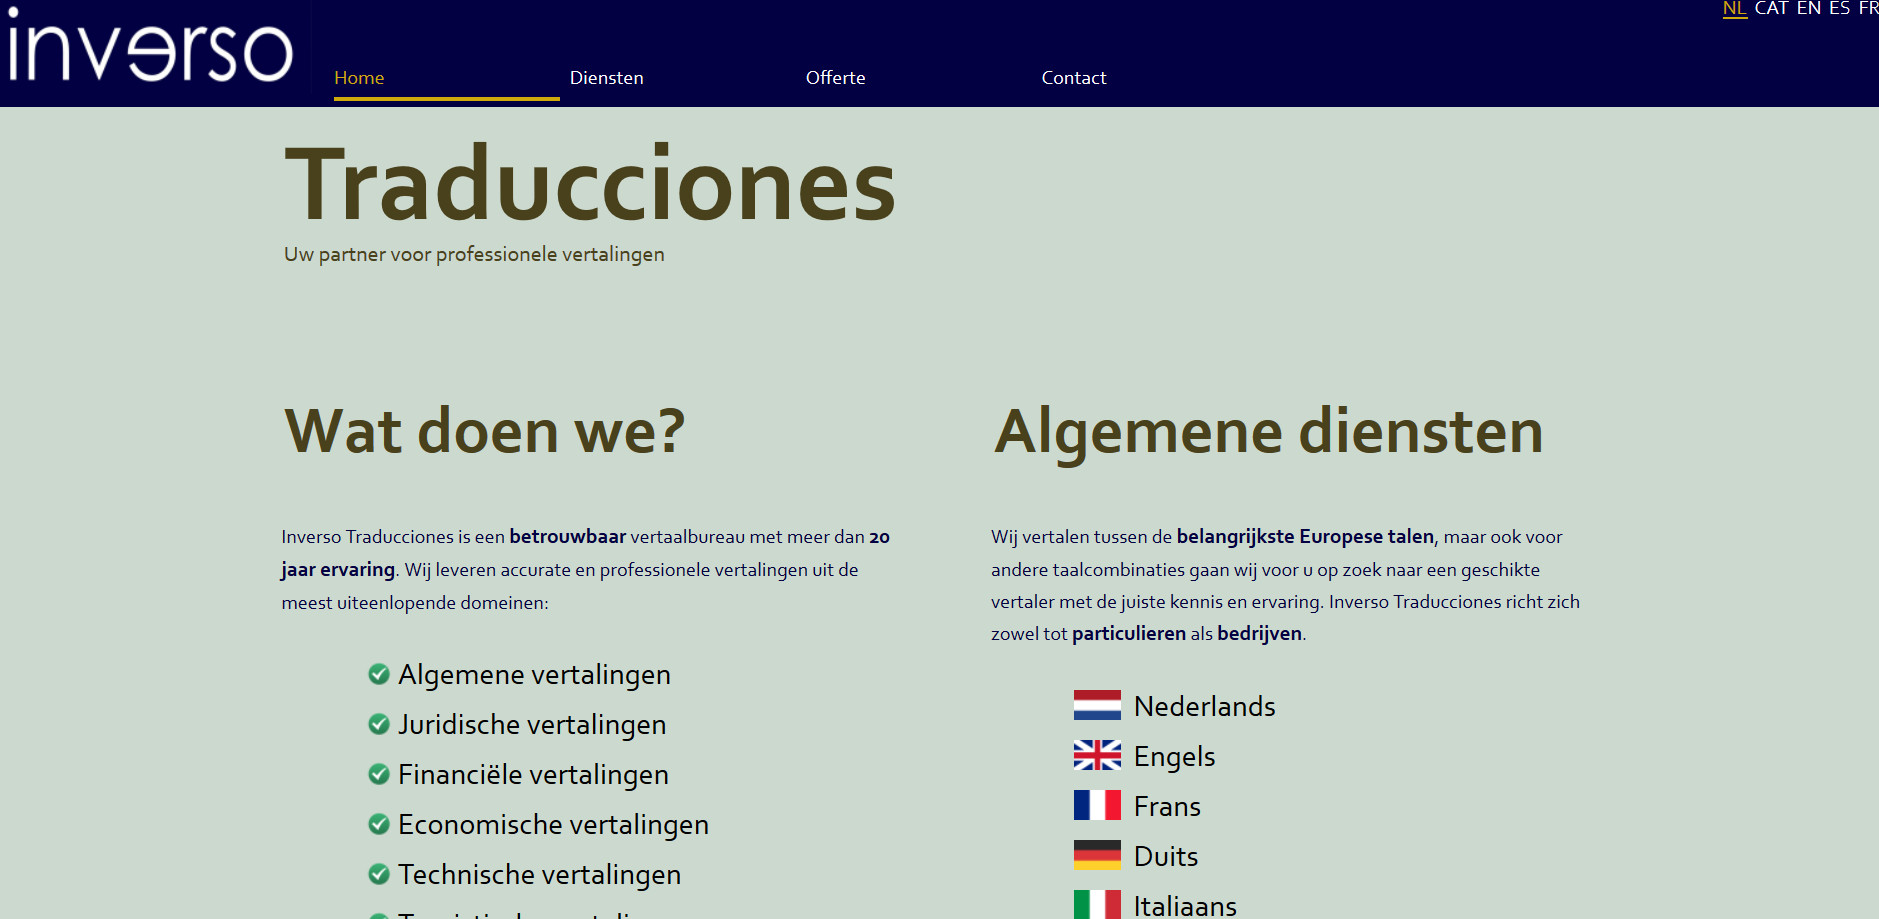 inverso
NL CAT EN ES FR
Home Diensten Offerte Contact
Traducciones
Uw partner voor professionele vertalingen
Wat doen we?
Inverso Traducciones is een betrouwbaar vertaalbureau met meer dan 20
jaar ervaring. Wij leveren accurate en professionele vertalingen uit de
meest uiteenlopende domeinen:
Algemene vertalingen
Juridische vertalingen
Financiële vertalingen
Economische vertalingen
Technische vertalingen
Algemene diensten
Wij vertalen tussen de belangrijkste Europese talen, maar ook voor
andere taalcombinaties gaan wij voor u op zoek naar een geschikte
vertaler met de juiste kennis en ervaring. Inverso Traducciones richt zich
zowel tot particulieren als bedrijven.
Nederlands
Engels
Frans
Duits
Italiaans